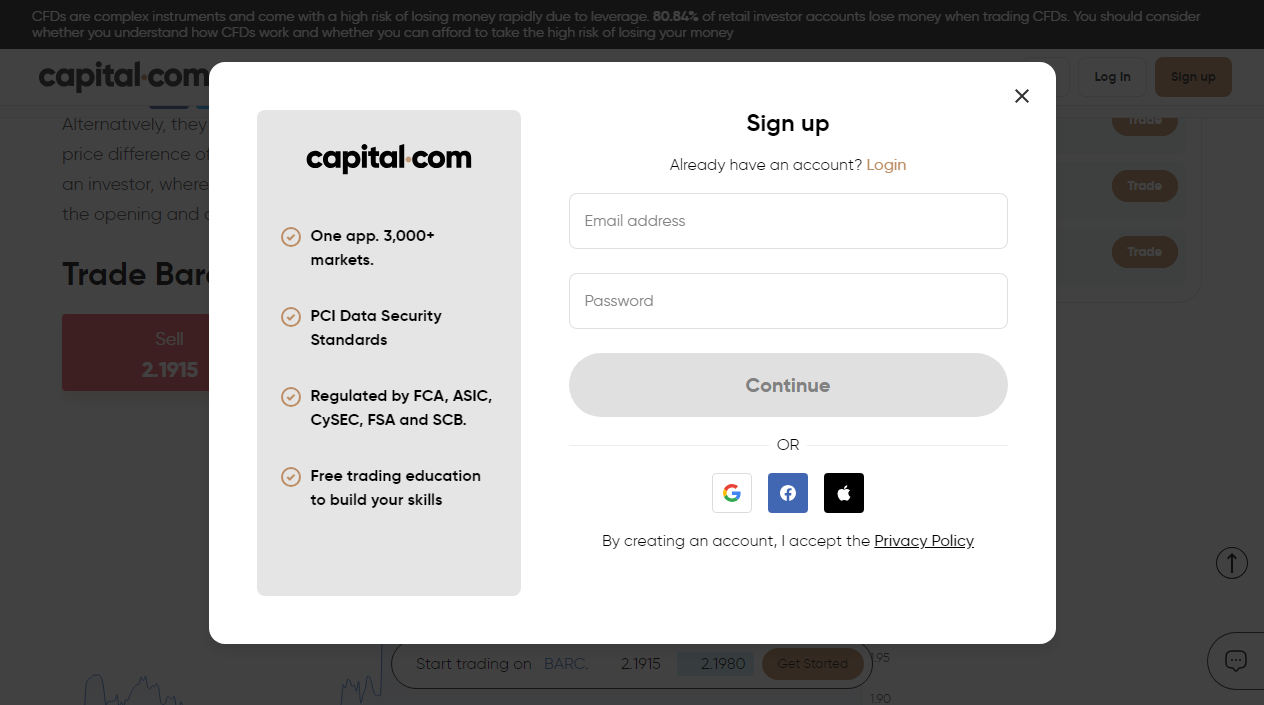 CFDs are complex instruments and come with a high risk of losing money rapidly due to leverage. 80.84% of retail investor accounts lose money when trading CFDs. You should consider
whether you understand how CFDs work and whether you can afford to take the high risk of losing your money
capital.com
Log In
Sign up
Alternatively, they
price difference of
an investor, where
the opening and
Trade
Trade
Trade
Trade Barc
Sell
2.1915
capital.com
One app. 3,000+
markets.
PCI Data Security
Standards
Regulated by FCA, ASIC,
CySEC, FSA and SCB.
Free trading education
to build your skills
Sign up
Already have an account? Login
Email address
Password
Continue
OR
By creating an account, I accept the Privacy Policy
Start trading on BARC. 2.1915 2.1980 Get Started
1.95
1.90